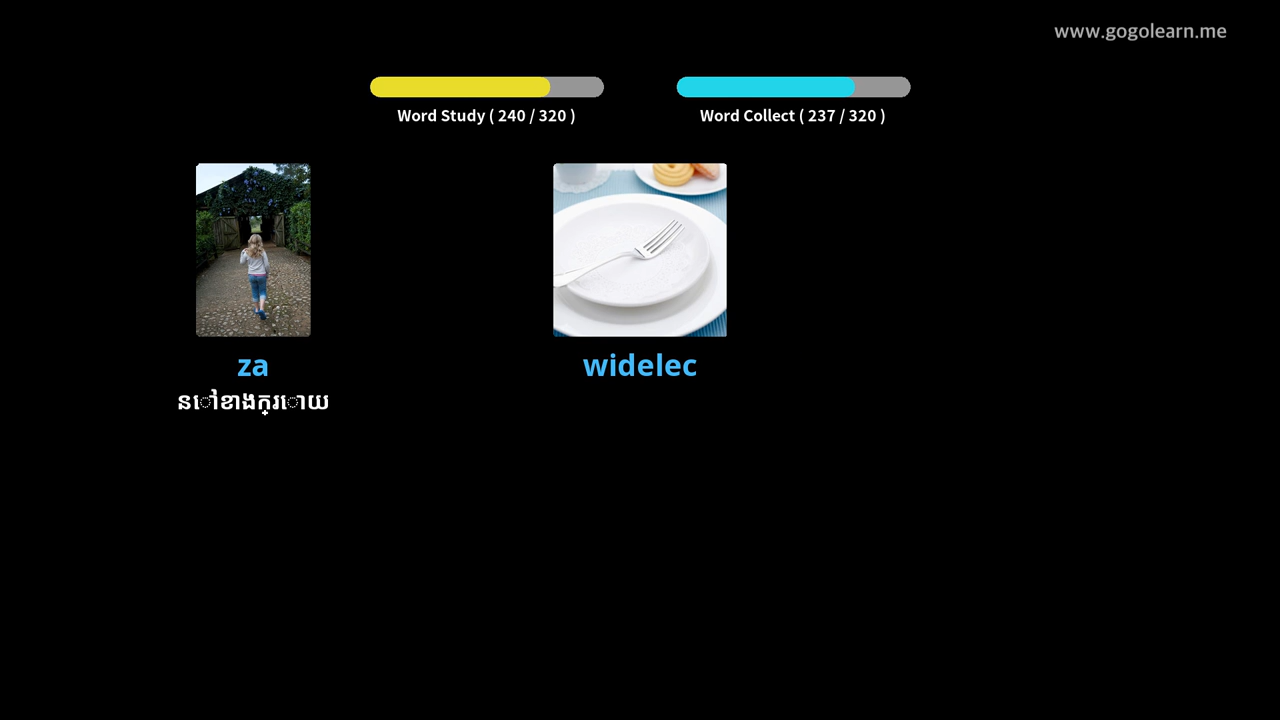 www.gogolearn.me
Word Study ( 240 / 320 )
Word Collect ( 237 / 320 )
za
widelec
នៅខាងក្រោយ